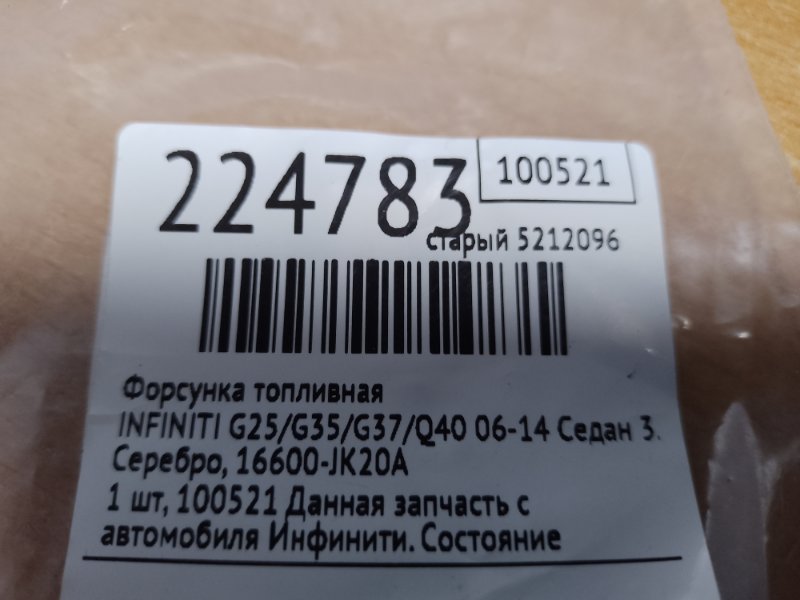 224783
100521
старый 5212096
Форсунка топливная
INFINITI G25/G35/G37/Q40 06-14 Седан 3.
Серебро, 16600-JK20A
1 шт, 100521 Данная запчасть с
автомобиля Инфинити. Состояние